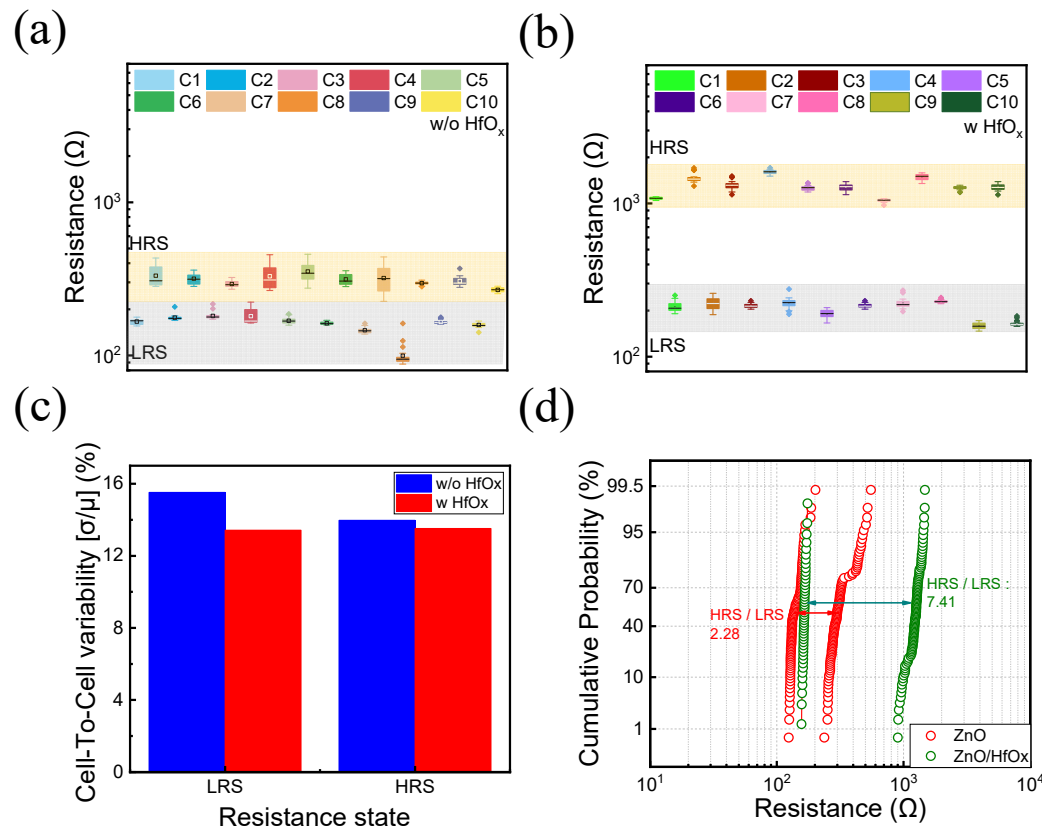 (a)
C1 C2 C3 C4 C5
C6 C7 C8 C9 C10
w/o HfOx
HRS
LRS
10³
10²
Resistance (Ω)
(b)
C1 C2 C3 C4 C5
C6 C7 C8 C9 C10
w HfOx
HRS
LRS
10³
10²
Resistance (Ω)
(c)
Cell-To-Cell variability [σ/μ] (%)
16
12
8
4
0
w/o HfOx
w HfOx
LRS HRS
Resistance state
(d)
Cumulative Probability (%)
99.5
95
70
40
10
1
HRS / LRS
2.28
HRS / LRS :
7.41
ZnO
ZnO/HfOx
10¹ 10² 10³ 10⁴
Resistance (Ω)